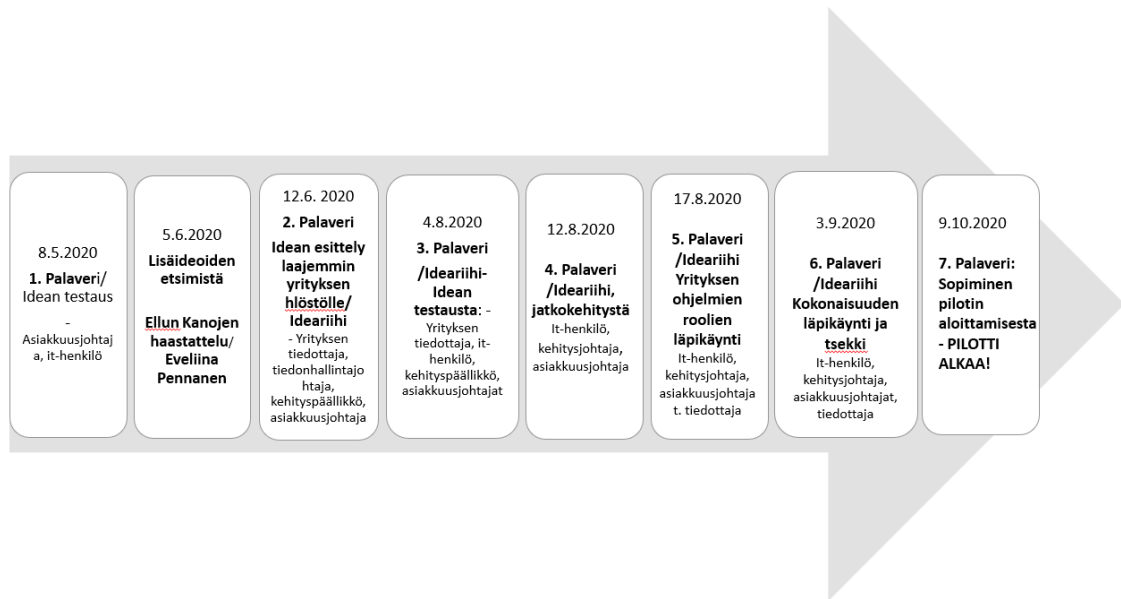 8.5.2020
1. Palaveri/
Idean testaus
-
Asiakkuusjohtaj
a, it-henkilö
5.6.2020
Lisäideoiden
etsimistä
Ellun Kanojen
haastattelu/
Eveliina
Pennanen
12.6. 2020
2. Palaveri
Idean esittely
laajemmin
yrityksen
hlöstölle/
Ideariihi
- Yrityksen
tiedottaja,
tiedonhallintajo
htaja,
kehityspäällikkö,
asiakkuusjohtaja
4.8.2020
3. Palaveri
/Ideariihi-
Idean
testausta: -
Yrityksen
tiedottaja, it-
henkilö,
kehityspäällikkö,
asiakkuusjohtajat
12.8.2020
4. Palaveri
/Ideariihi,
jatkokehitystä
It-henkilö,
kehitysjohtaja,
asiakkuusjohtaja
17.8.2020
5. Palaveri
/Ideariihi
Yrityksen
ohjelmien
roolien
läpikäynti
It-henkilö,
kehitysjohtaja,
asiakkuusjohtaja
t. tiedottaja
3.9.2020
6. Palaveri
/Ideariihi
Kokonaisuuden
läpikäynti ja
tsekki
It-henkilö,
kehitysjohtaja,
asiakkuusjohtajat,
tiedottaja
9.10.2020
7. Palaveri:
Sopiminen
pilotin
aloittamisesta
- PILOTTI
ALKAA!